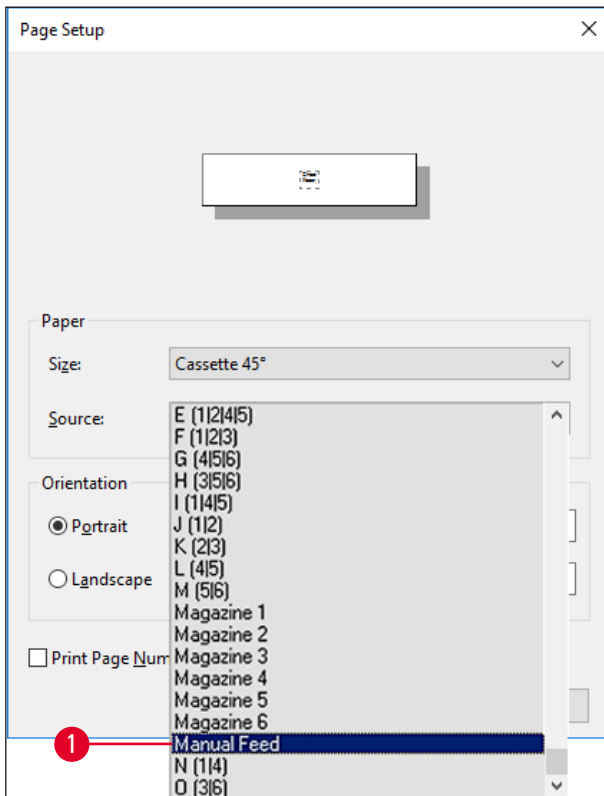 Page Setup
Paper
Size:
Cassette 45°
Source:
E (1|2|4|5)
F (1|2|3)
G (4|5|6)
H (3|5|6)
I (1|4|5)
J (1|2)
K (2|3)
L (4|5)
M (5|6)
Magazine 1
Magazine 2
Magazine 3
Magazine 4
Magazine 5
Magazine 6
Manual Feed
N (1|4)
O (3|6)
Orientation
Portrait
Landscape
Print Page Num
1